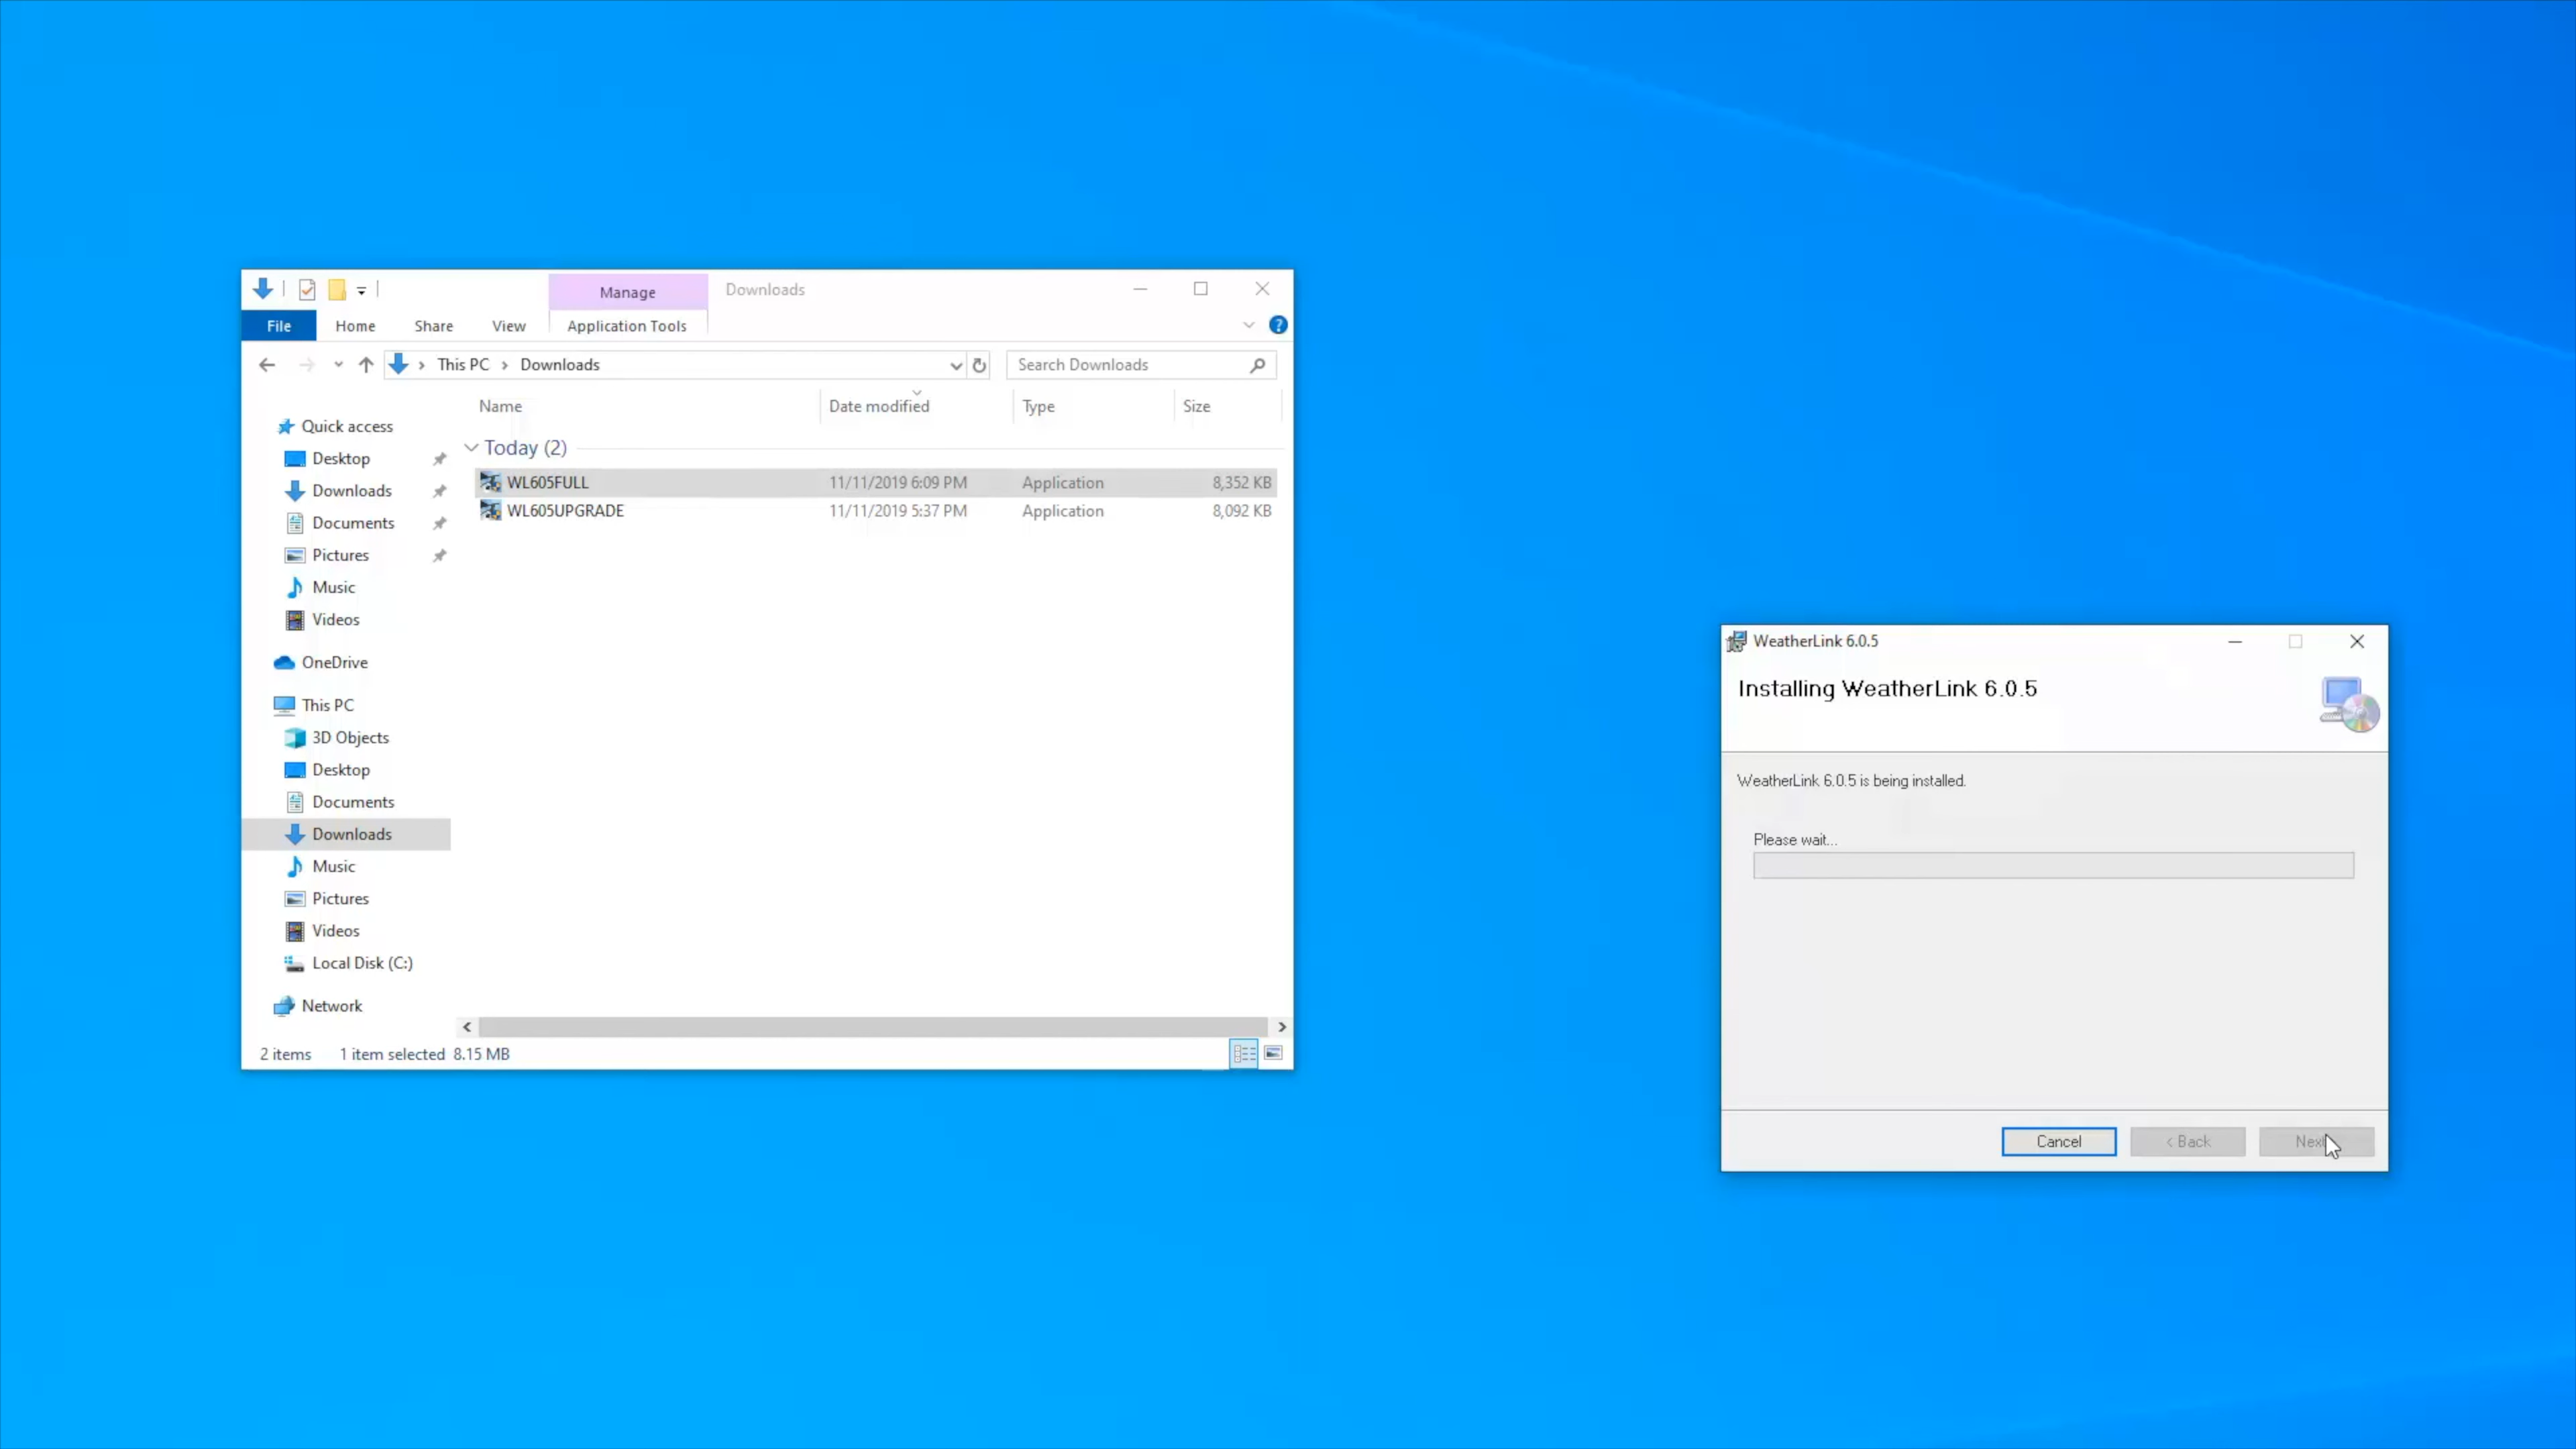 Manage
Downloads
File
Home
Share
View
Application Tools
This PC
Downloads
Search Downloads
Name
Date modified
Type
Size
Quick access
Desktop
Downloads
Documents
Pictures
Music
Videos
OneDrive
This PC
3D Objects
Desktop
Documents
Downloads
Music
Pictures
Videos
Local Disk (C:)
Network
Today (2)
WL605FULL 11/11/2019 6:09 PM Application 8,352 KB
WL605UPGRADE 11/11/2019 5:37 PM Application 8,092 KB
2 items 1 item selected 8.15 MB
WeatherLink 6.0.5
Installing WeatherLink 6.0.5
WeatherLink 6.0.5 is being installed.
Please wait...
Cancel
< Back